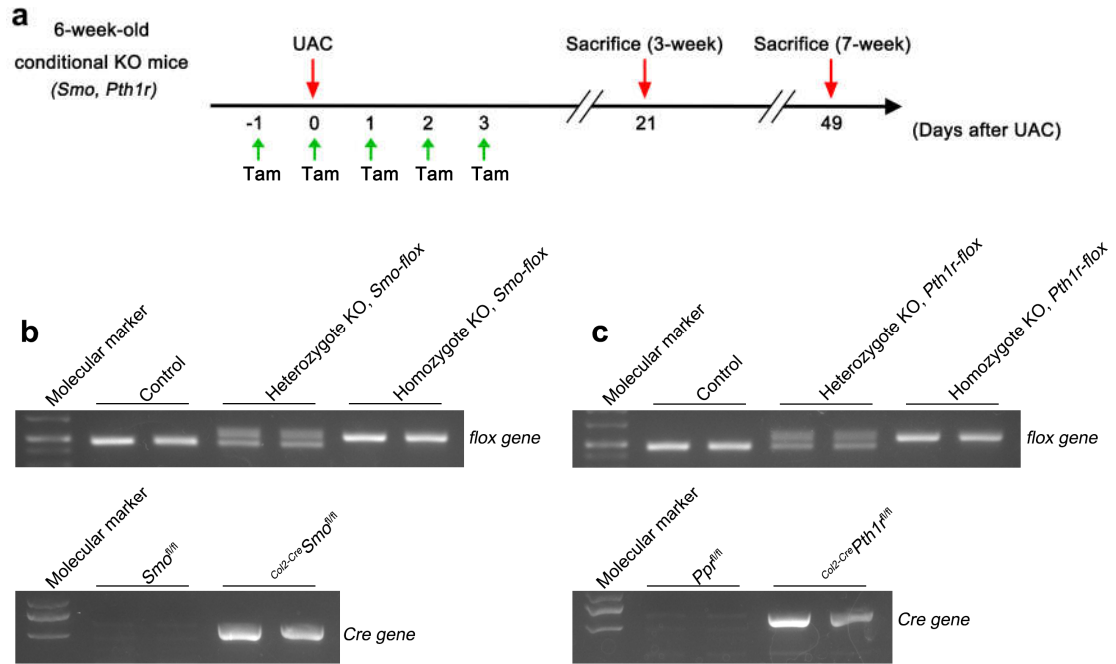 a
6-week-old
conditional KO mice
(Smo, Pth1r)
UAC
Sacrifice (3-week)
Sacrifice (7-week)
-1 0 1 2 3 21 49
(Days after UAC)
Tam Tam Tam Tam Tam
b
Molecular marker
Control
Heterozygote KO, Smo-flox
Homozygote KO, Smo-flox
flox gene
Molecular marker
Smofl/fl
Col2-CreSmofl/fl
Cre gene
c
Molecular marker
Control
Heterozygote KO, Pth1r-flox
Homozygote KO, Pth1r-flox
flox gene
Molecular marker
Pprfl/fl
Col2-CrePth1rfl/fl
Cre gene